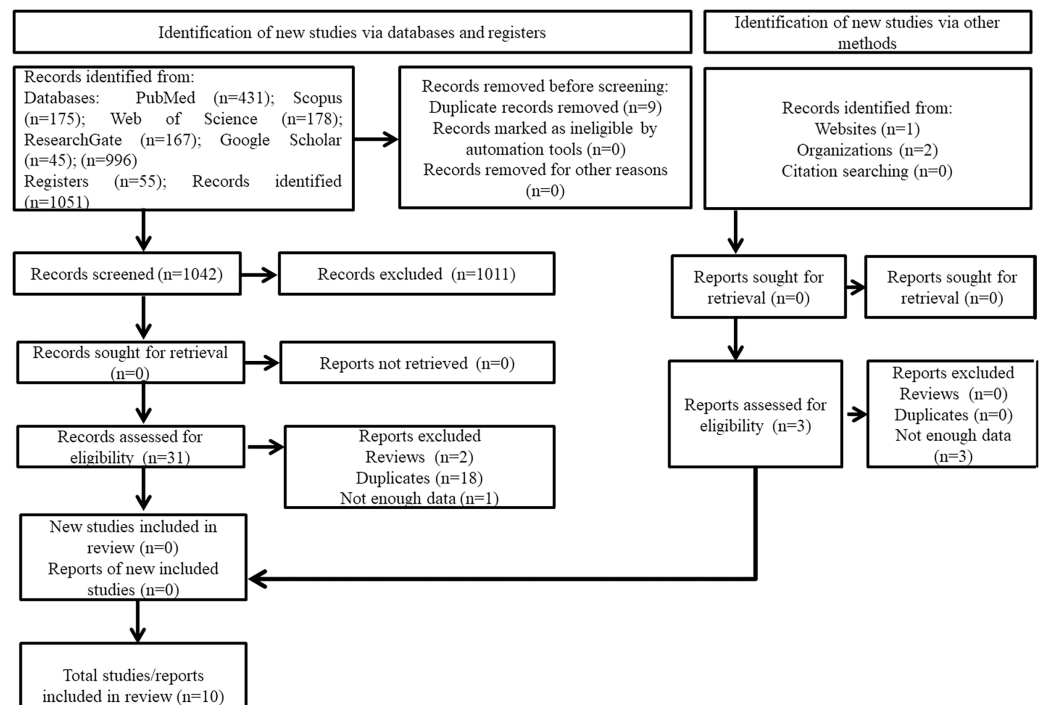 Identification of new studies via databases and registers
Identification of new studies via other
methods
Records identified from:
Databases: PubMed (n=431); Scopus
(n=175); Web of Science (n=178);
ResearchGate (n=167); Google Scholar
(n=45); (n=996)
Registers (n=55); Records identified
(n=1051)
Records removed before screening:
Duplicate records removed (n=9)
Records marked as ineligible by
automation tools (n=0)
Records removed for other reasons
(n=0)
Records identified from:
Websites (n=1)
Organizations (n=2)
Citation searching (n=0)
Records screened (n=1042)
Records excluded (n=1011)
Reports sought for
retrieval (n=0)
Reports sought for
retrieval (n=0)
Records sought for retrieval
(n=0)
Reports not retrieved (n=0)
Reports assessed for
eligibility (n=3)
Reports excluded
Reviews (n=0)
Duplicates (n=0)
Not enough data
(n=3)
Records assessed for
eligibility (n=31)
Reports excluded
Reviews (n=2)
Duplicates (n=18)
Not enough data (n=1)
New studies included in
review (n=0)
Reports of new included
studies (n=0)
Total studies/reports
included in review (n=10)